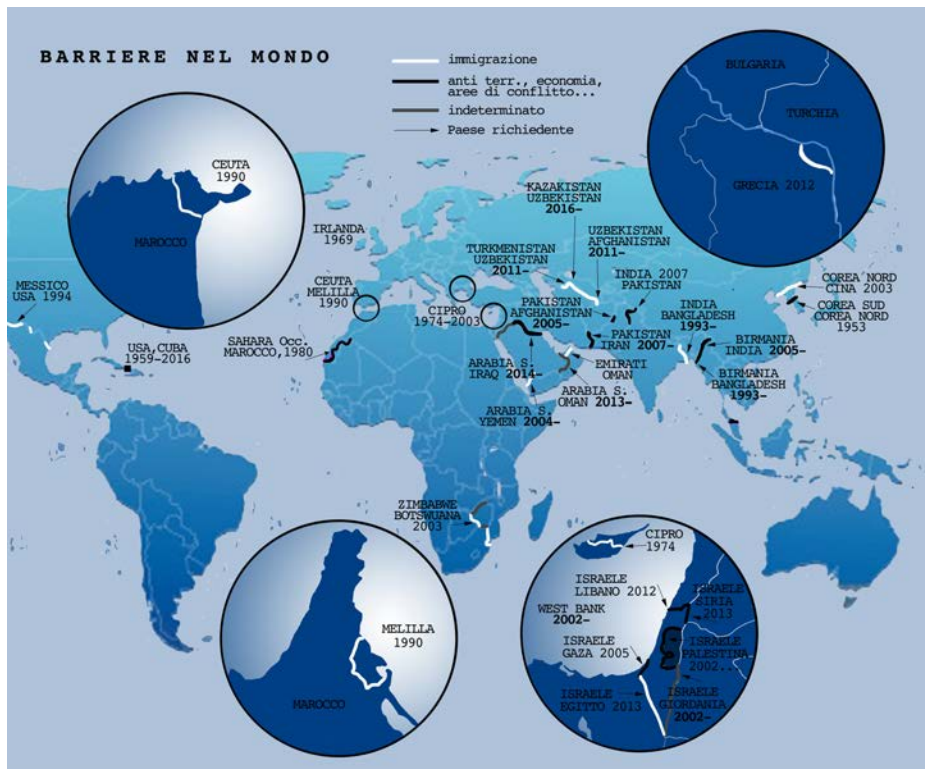 BARRIERE NEL MONDO
immigrazione
anti terr., economia,
aree di conflitto...
indeterminato
Paese richiedente
BULGARIA
TURCHIA
GRECIA 2012
CEUTA
1990
MAROCCO
KAZAKISTAN
UZBEKISTAN
2016-
IRLANDA
1969
UZBEKISTAN
AFGHANISTAN
2011-
TURKMENISTAN
UZBEKISTAN
2011-
INDIA 2007
PAKISTAN
COREA NORD
CINA 2003
MESSICO
USA 1994
CEUTA
MELILLA
1990
CIPRO
1974-2003
PAKISTAN
AFGHANISTAN
2005-
INDIA
BANGLADESH
1993-
COREA SUD
COREA NORD
1953
USA,CUBA
1959-2016
SAHARA Occ.
MAROCCO,1980
PAKISTAN
IRAN 2007-
BIRMANIA
INDIA 2005-
ARABIA S.
IRAQ 2014-
EMIRATI
OMAN
BIRMANIA
BANGLADESH
1993-
ARABIA S.
OMAN 2013-
ARABIA S.
YEMEN 2004-
ZIMBABWE
BOTSWUANA
2003
MELILLA
1990
MAROCCO
CIPRO
1974
ISRAELE
LIBANO 2012
ISRAELE
SIRIA
2013
WEST BANK
2002-
ISRAELE
GAZA 2005
ISRAELE
PALESTINA
2002...
ISRAELE
EGITTO 2013
ISRAELE
GIORDANIA
2002-